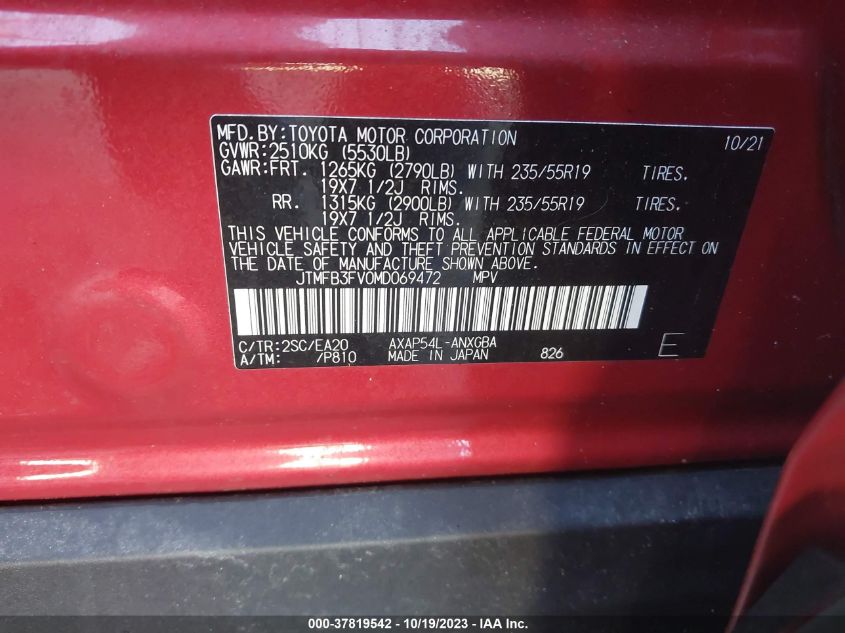 MFD.BY:TOYOTA MOTOR CORPORATION 10/21
GVWR:2510KG (5530LB)
GAWR:FRT. 1265KG (2790LB) WITH 235/55R19 TIRES.
19X7 1/2J RIMS.
RR. 1315KG (2900LB) WITH 235/55R19 TIRES.
19X7 1/2J RIMS.
THIS VEHICLE CONFORMS TO ALL APPLICABLE FEDERAL MOTOR
VEHICLE SAFETY AND THEFT PREVENTION STANDARDS IN EFFECT ON
THE DATE OF MANUFACTURE SHOWN ABOVE.
JTMFB3FV0MD069472 MPV
C/TR:2SC/EA20 AXAP54L-ANXGBA
A/TM: /P810 MADE IN JAPAN 826 E
000-37819542 - 10/19/2023 - IAAI.com